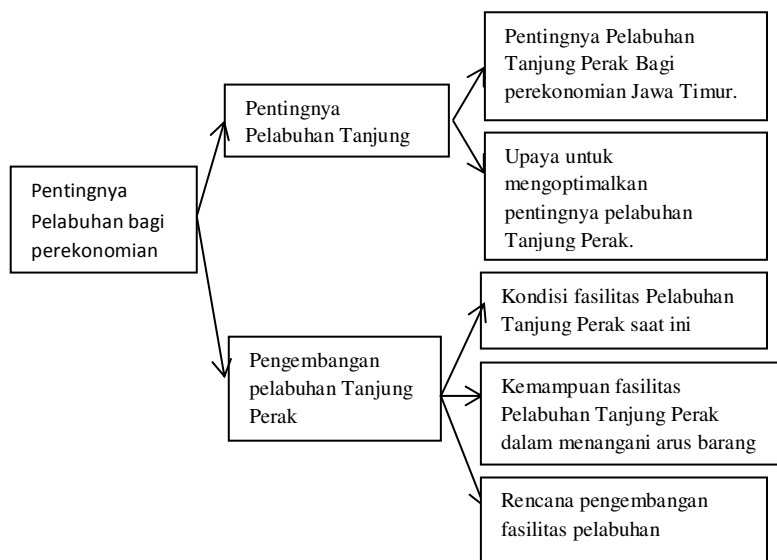 Pentingnya
Pelabuhan bagi
perekonomian
Pentingnya
Pelabuhan Tanjung
Pentingnya Pelabuhan
Tanjung Perak Bagi
perekonomian Jawa Timur.
Upaya untuk
mengoptimalkan
pentingnya pelabuhan
Tanjung Perak.
Pengembangan
pelabuhan Tanjung
Perak
Kondisi fasilitas Pelabuhan
Tanjung Perak saat ini
Kemampuan fasilitas
Pelabuhan Tanjung Perak
dalam menangani arus barang
Rencana pengembangan
fasilitas pelabuhan